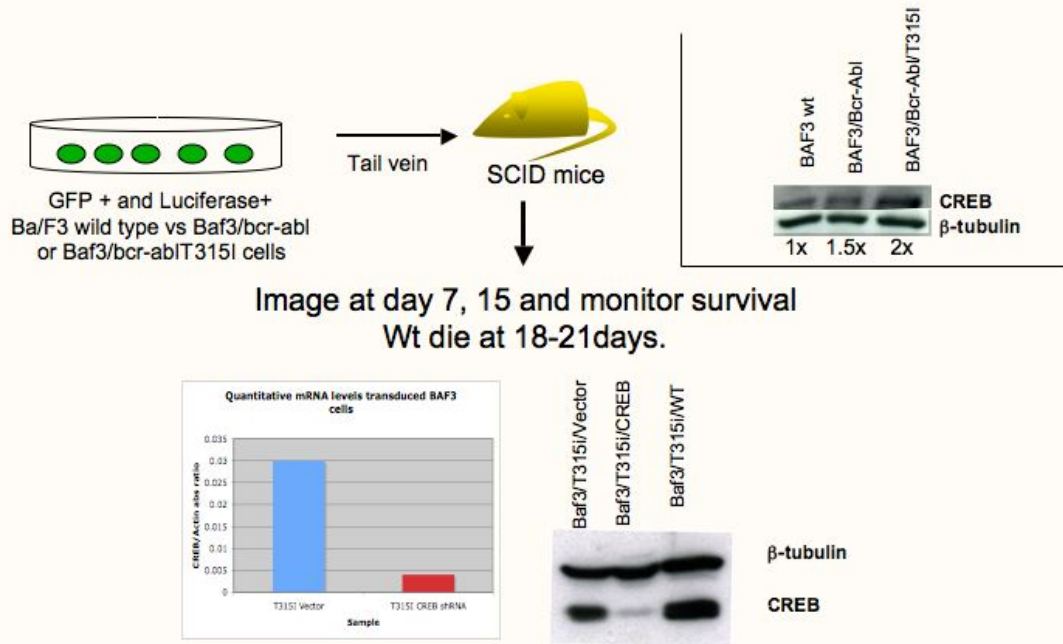 GFP + and Luciferase+
Ba/F3 wild type vs Baf3/bcr-abl
or Baf3/bcr-ablT315I cells
Tail vein
SCID mice
BAF3 wt
BAF3/Bcr-Abl
BAF3/Bcr-Abl/T315I
CREB
β-tubulin
1x 1.5x 2x
Image at day 7, 15 and monitor survival
Wt die at 18-21days.
Quantitative mRNA levels transduced BAF3
cells
CREB/Actin abs ratio
0.035
0.03
0.025
0.02
0.015
0.01
0.005
0
T315I Vector T315I CREB shRNA
Sample
Baf3/T315i/Vector
Baf3/T315i/CREB
Baf3/T315i/WT
β-tubulin
CREB